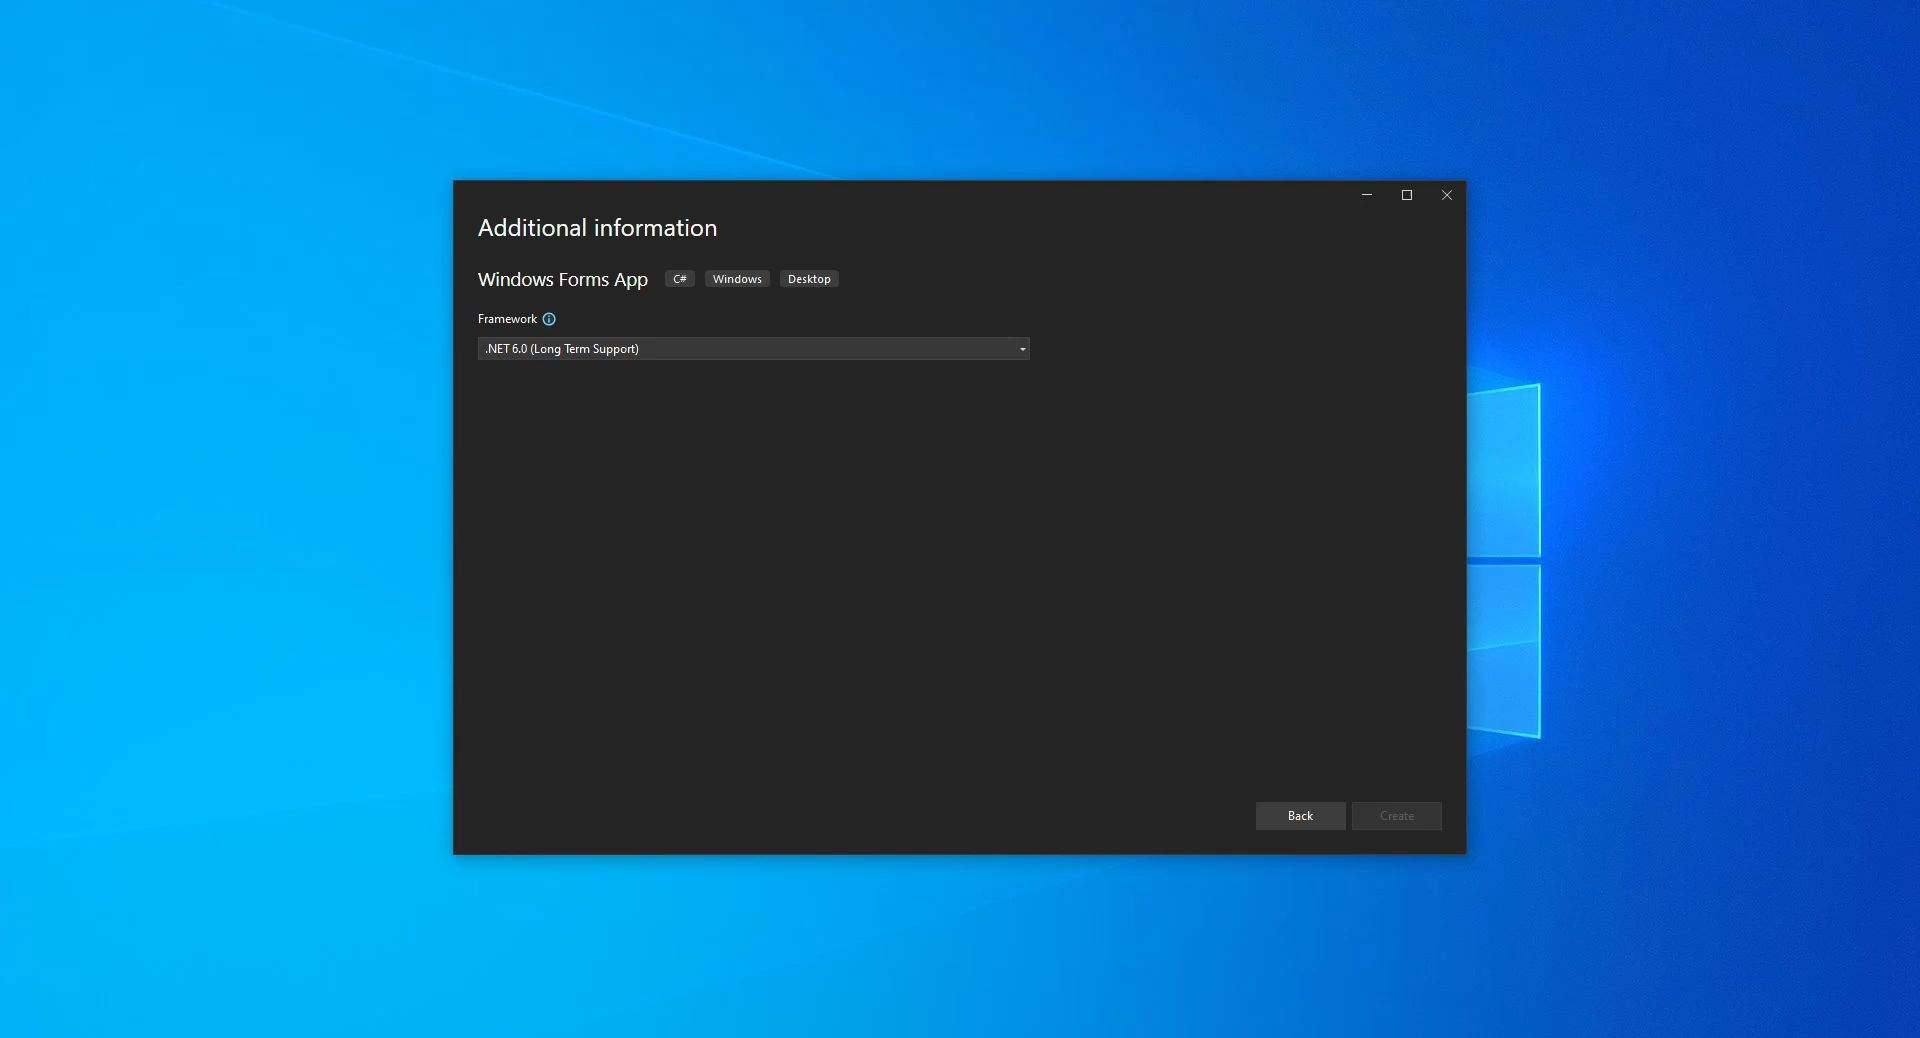 Additional information
Windows Forms App C# Windows Desktop
Framework
.NET 6.0 (Long Term Support)
Back Create